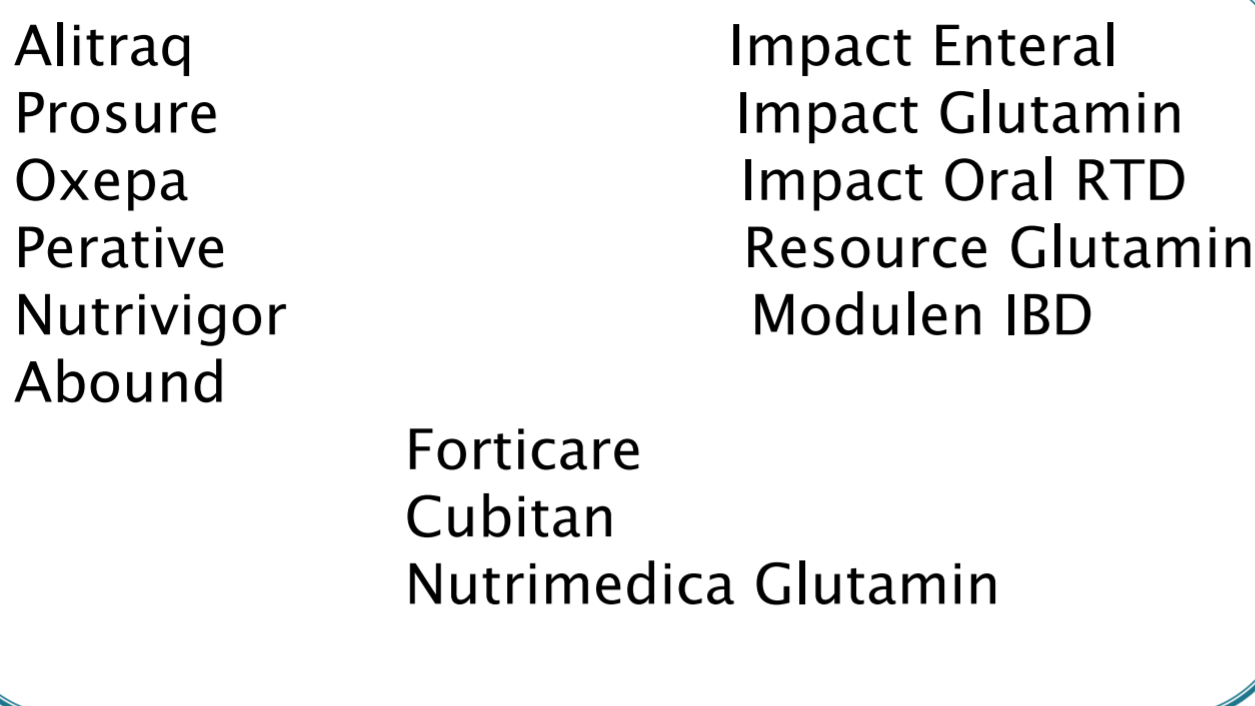 Alitraq Impact Enteral
Prosure Impact Glutamin
Oxepa Impact Oral RTD
Perative Resource Glutamin
Nutrivigor Modulen IBD
Abound
Forticare
Cubitan
Nutrimedica Glutamin